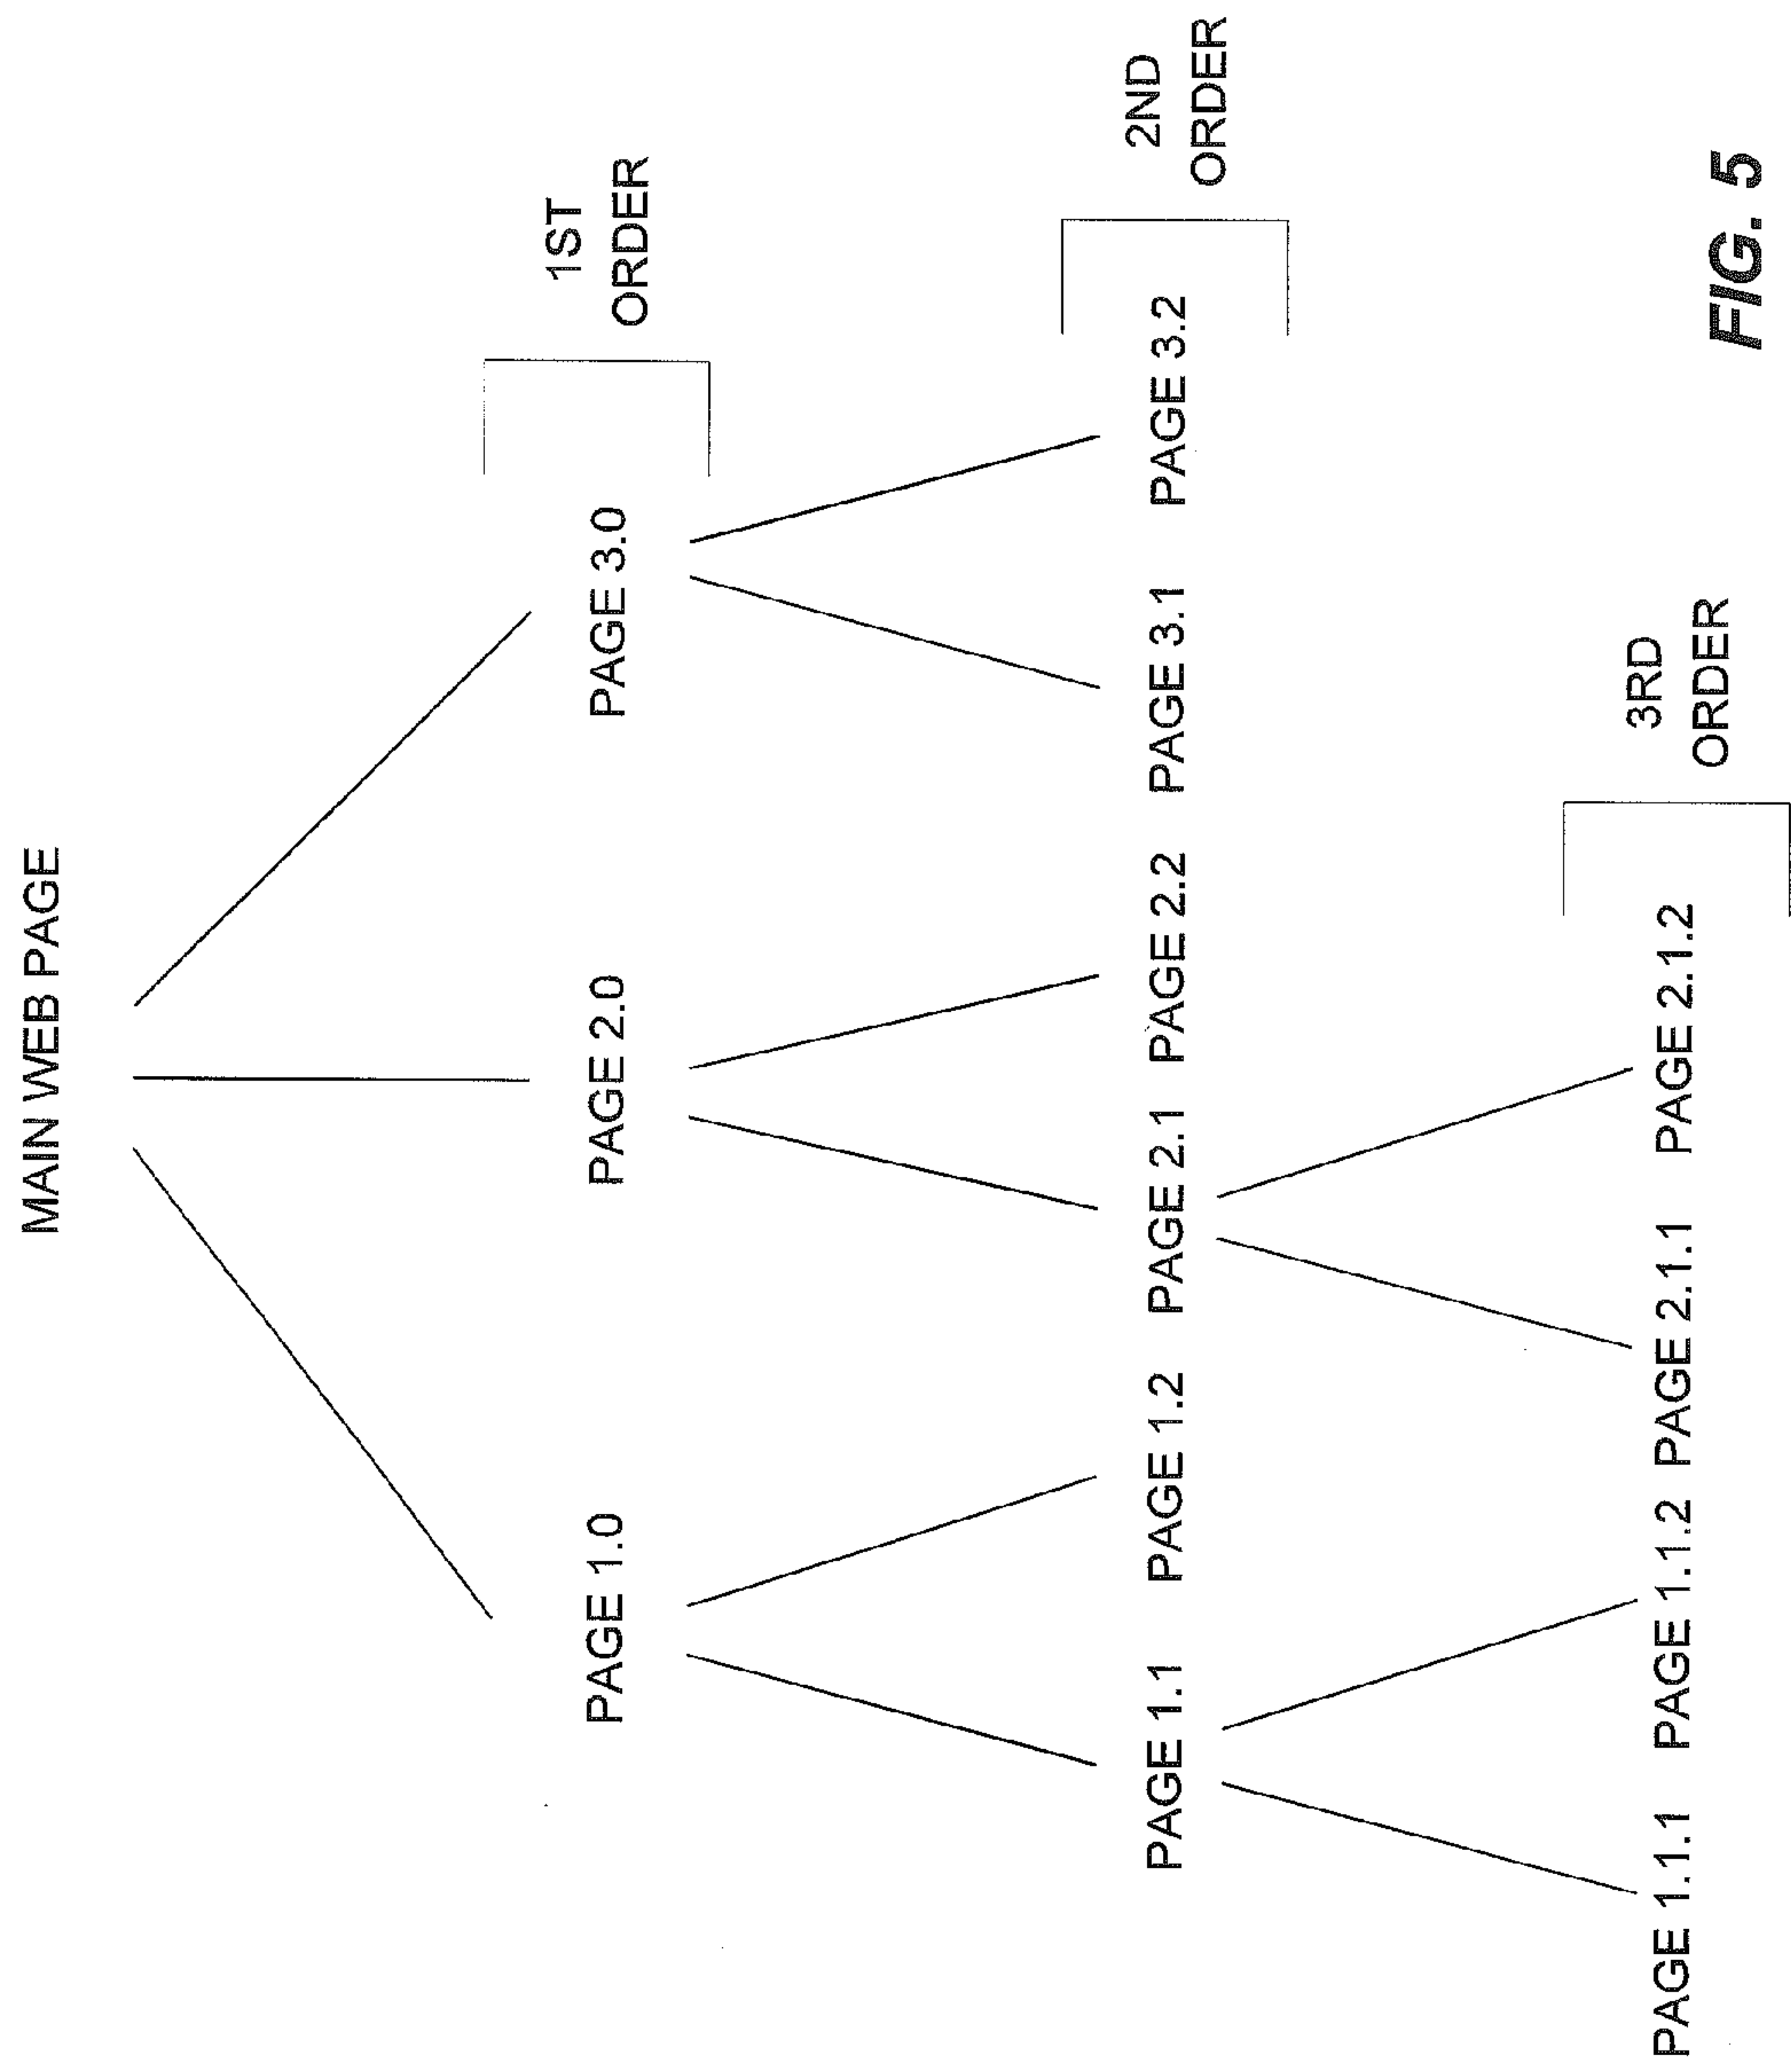 MAIN WEB PAGE
PAGE 1.0 PAGE 2.0 PAGE 3.0
1ST
ORDER
PAGE 1.1 PAGE 1.2 PAGE 2.1 PAGE 2.2 PAGE 3.1 PAGE 3.2
2ND
ORDER
PAGE 1.1.1 PAGE 1.1.2 PAGE 2.1.1 PAGE 2.1.2
3RD
ORDER
FIG. 5